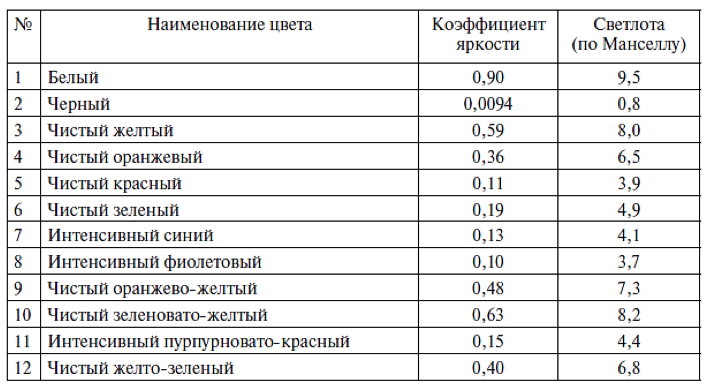 № Наименование цвета Коэффициент яркости Светлота (по Манселлу)
1 Белый 0,90 9,5
2 Черный 0,0094 0,8
3 Чистый желтый 0,59 8,0
4 Чистый оранжевый 0,36 6,5
5 Чистый красный 0,11 3,9
6 Чистый зеленый 0,19 4,9
7 Интенсивный синий 0,13 4,1
8 Интенсивный фиолетовый 0,10 3,7
9 Чистый оранжево-желтый 0,48 7,3
10 Чистый зеленовато-желтый 0,63 8,2
11 Интенсивный пурпурновато-красный 0,15 4,4
12 Чистый желто-зеленый 0,40 6,8